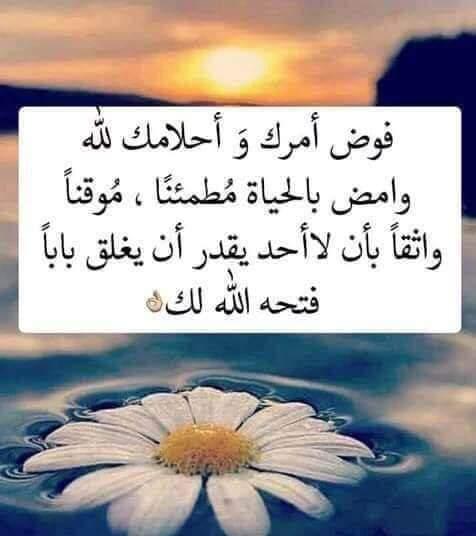 فوض أمرك وَ أحلامك لله
وامض بالحياة مُطمئنًا ، مُوقناً
واثقاً بأن لاأحد يقدر أن يغلق باباً
فتحه الله لك👌🏼